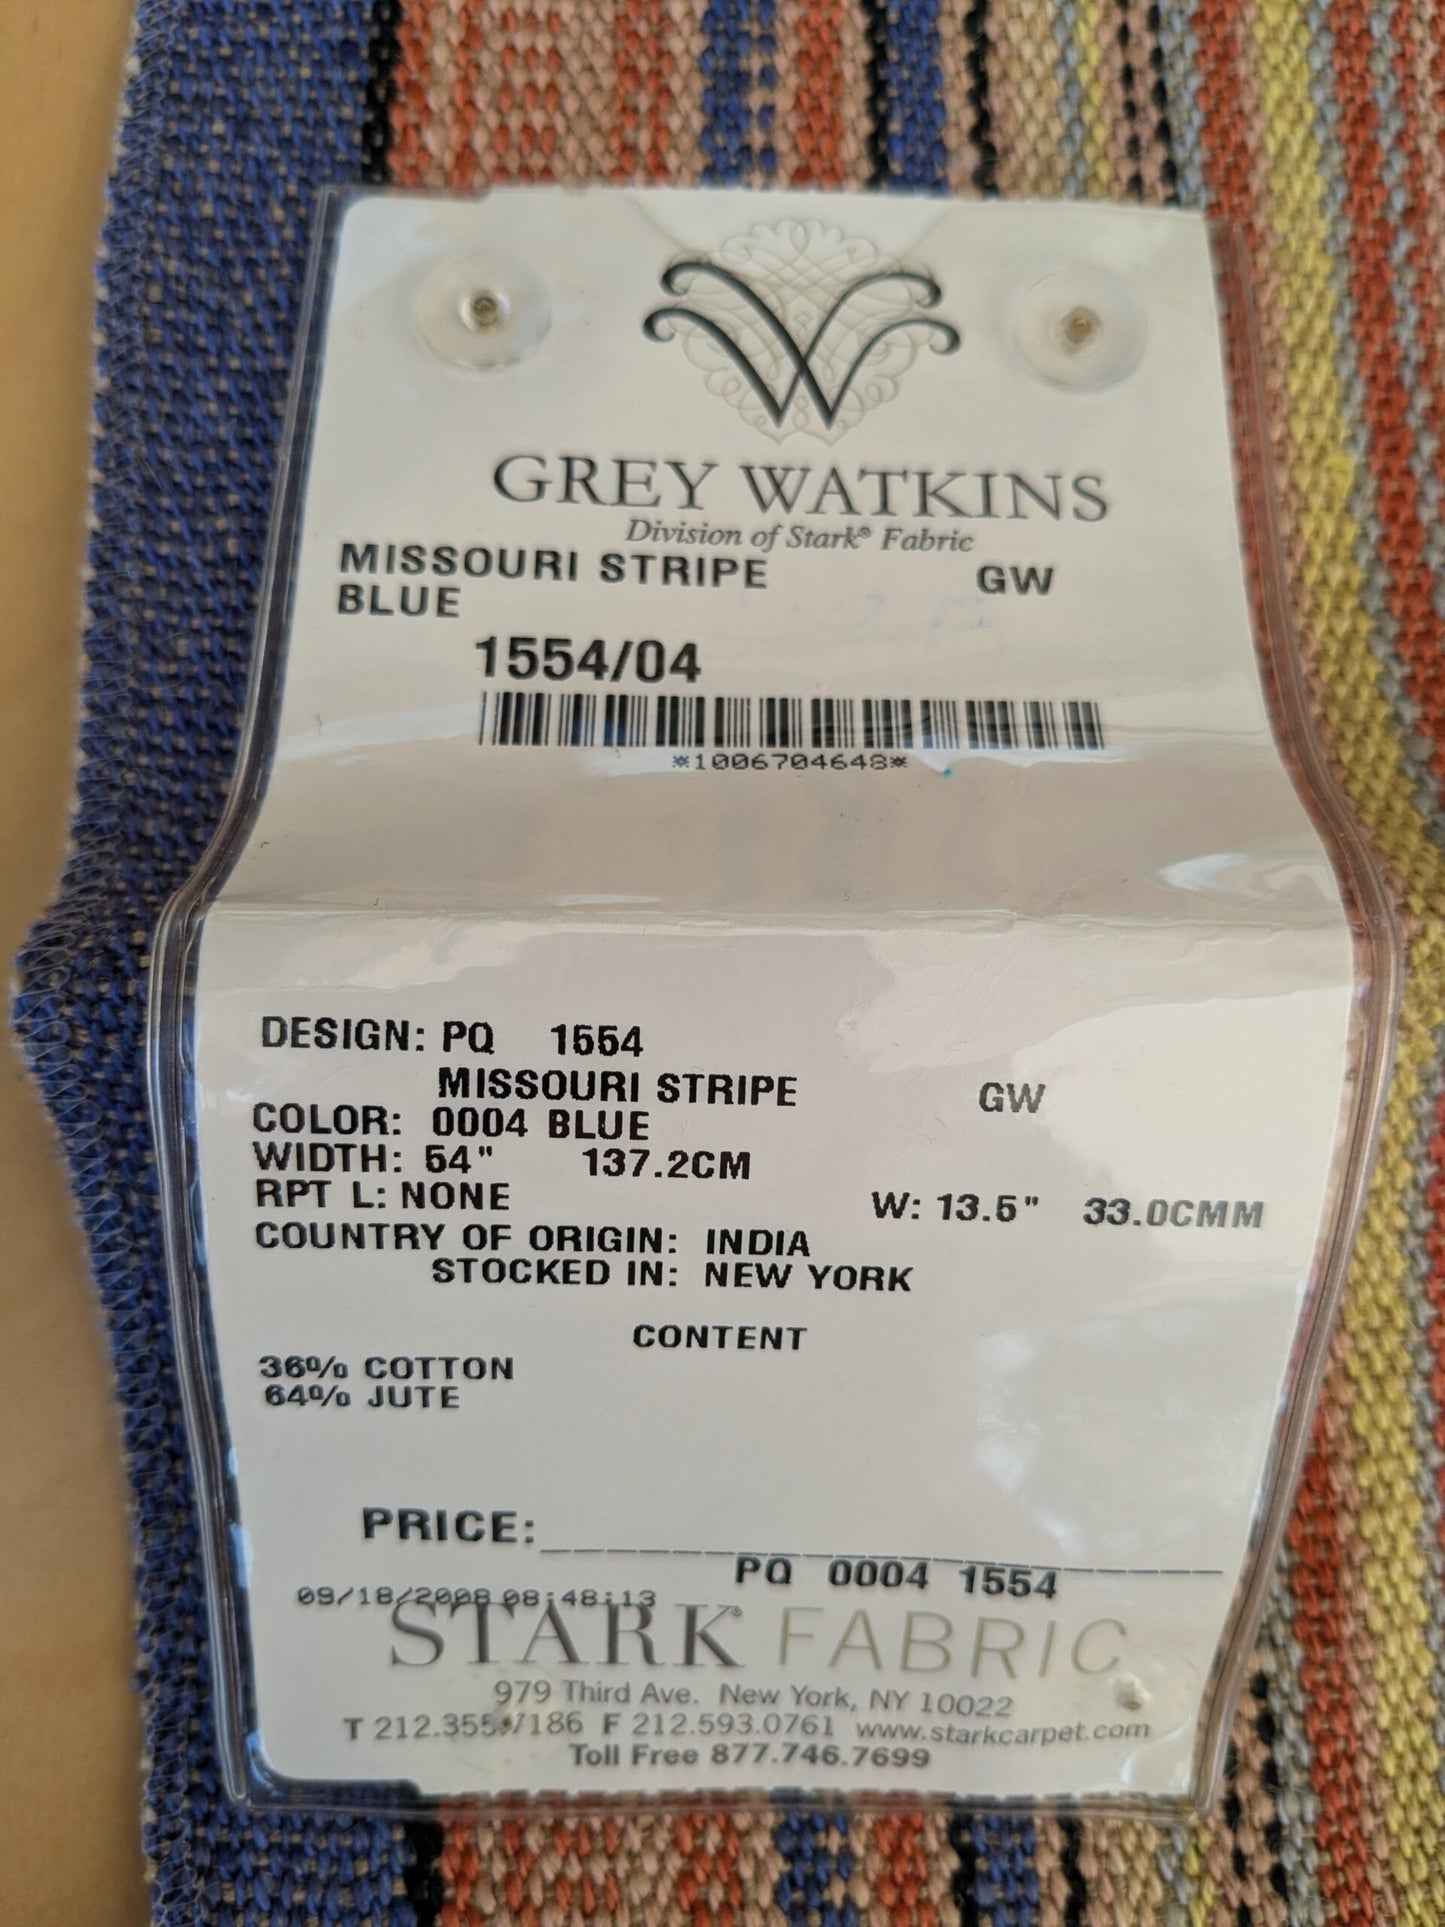 GREY WATKINS
Division of Stark® Fabric
MISSOURI STRIPE GW
BLUE
1554/04
*1006704648*
DESIGN: PQ 1554
MISSOURI STRIPE GW
COLOR: 0004 BLUE
WIDTH: 54" 137.2CM
RPT L: NONE W: 13.5" 33.0CMM
COUNTRY OF ORIGIN: INDIA
STOCKED IN: NEW YORK
CONTENT
36% COTTON
64% JUTE
PRICE:
PQ 0004 1554
09/18/2008 08:48:13
STARK® FABRIC
979 Third Ave. New York, NY 10022
T 212.355.7186 F 212.593.0761 www.starkcarpet.com
Toll Free 877.746.7699